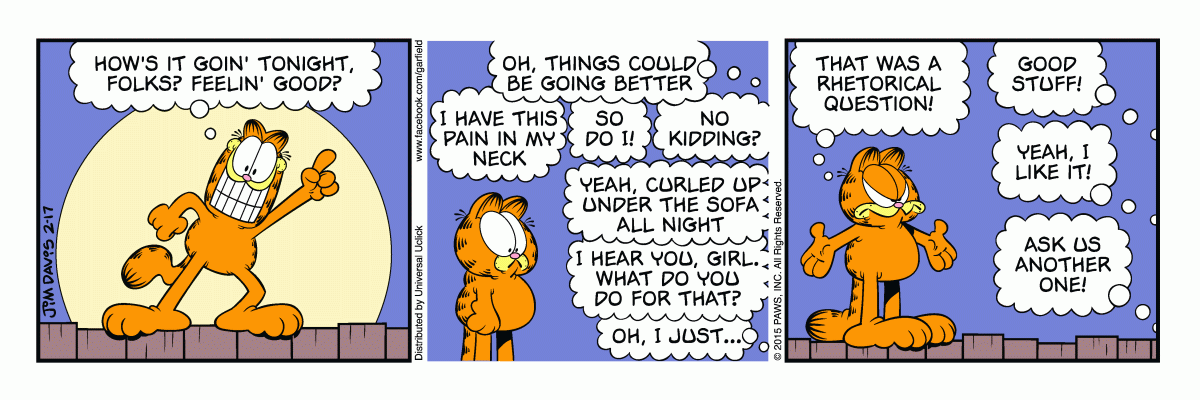 HOW'S IT GOIN' TONIGHT,
FOLKS? FEELIN' GOOD?
JIM DAVIS 2-17
www.facebook.com/garfield
Distributed by Universal Uclick
OH, THINGS COULD
BE GOING BETTER
I HAVE THIS
PAIN IN MY
NECK
SO
DO I!
NO
KIDDING?
YEAH, CURLED UP
UNDER THE SOFA
ALL NIGHT
I HEAR YOU, GIRL.
WHAT DO YOU
DO FOR THAT?
OH, I JUST...
© 2015 PAWS, INC. All Rights Reserved.
THAT WAS A
RHETORICAL
QUESTION!
GOOD
STUFF!
YEAH, I
LIKE IT!
ASK US
ANOTHER
ONE!